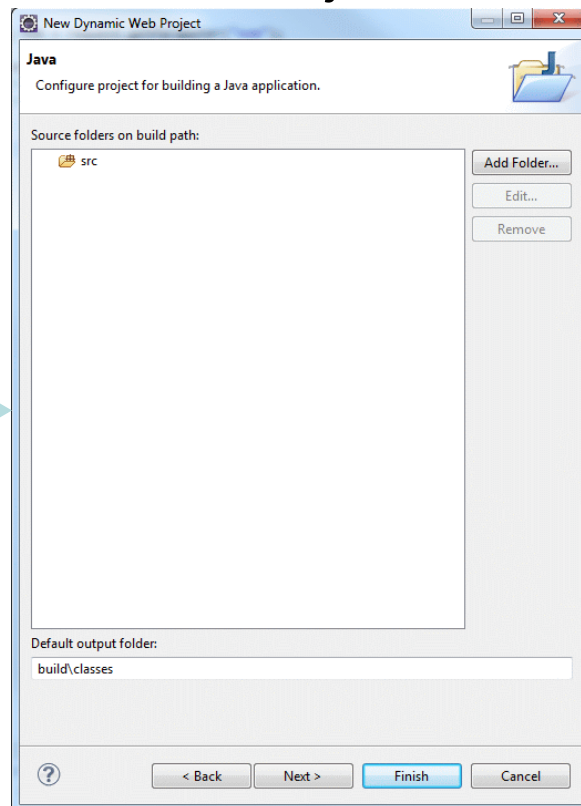 New Dynamic Web Project
Java
Configure project for building a Java application.
Source folders on build path:
src
Add Folder...
Edit...
Remove
Default output folder:
build\classes
< Back Next > Finish Cancel